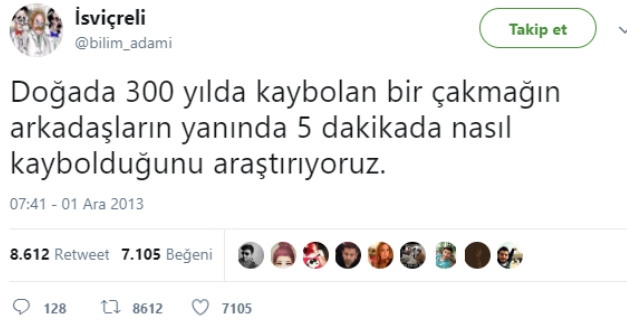 İsviçreli
@bilim_adami
Takip et
Doğada 300 yılda kaybolan bir çakmağın
arkadaşların yanında 5 dakikada nasıl
kaybolduğunu araştırıyoruz.
07:41 - 01 Ara 2013
8.612 Retweet 7.105 Beğeni
128 8612 7105